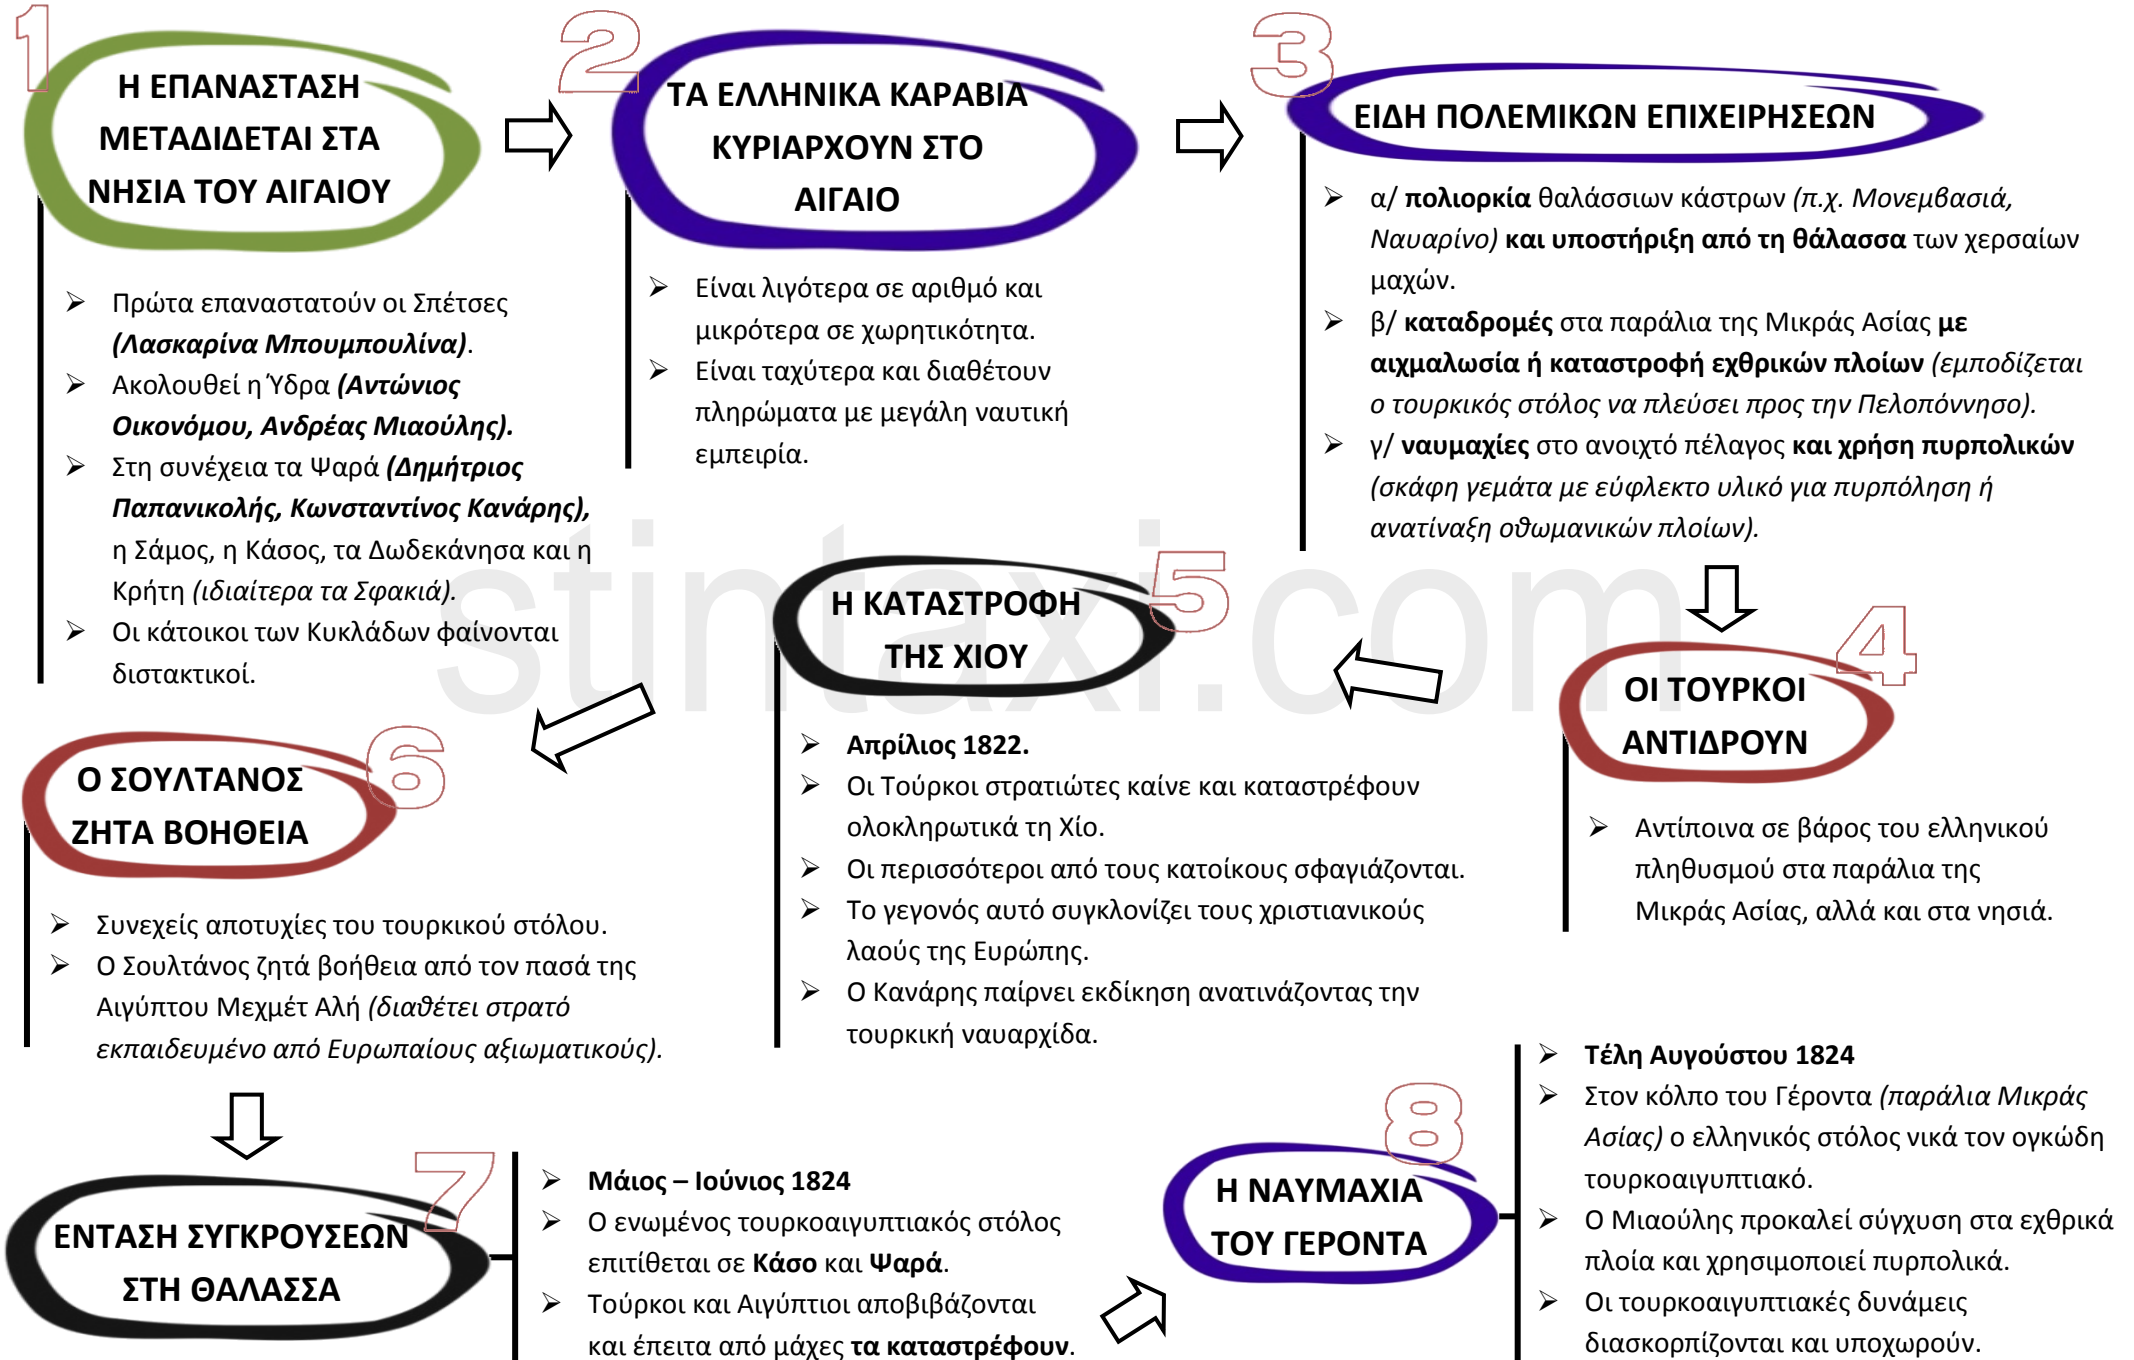 1
Η ΕΠΑΝΑΣΤΑΣΗ
ΜΕΤΑΔΙΔΕΤΑΙ ΣΤΑ
ΝΗΣΙΑ ΤΟΥ ΑΙΓΑΙΟΥ
Πρώτα επαναστατούν οι Σπέτσες
(Λασκαρίνα Μπουμπουλίνα).
Ακολουθεί η Ύδρα (Αντώνιος
Οικονόμου, Ανδρέας Μιαούλης).
Στη συνέχεια τα Ψαρά (Δημήτριος
Παπανικολής, Κωνσταντίνος Κανάρης),
η Σάμος, η Κάσος, τα Δωδεκάνησα και η
Κρήτη (ιδιαίτερα τα Σφακιά).
Οι κάτοικοι των Κυκλάδων φαίνονται
διστακτικοί.
2
ΤΑ ΕΛΛΗΝΙΚΑ ΚΑΡΑΒΙΑ
ΚΥΡΙΑΡΧΟΥΝ ΣΤΟ
ΑΙΓΑΙΟ
Είναι λιγότερα σε αριθμό και
μικρότερα σε χωρητικότητα.
Είναι ταχύτερα και διαθέτουν
πληρώματα με μεγάλη ναυτική
εμπειρία.
3
ΕΙΔΗ ΠΟΛΕΜΙΚΩΝ ΕΠΙΧΕΙΡΗΣΕΩΝ
α/ πολιορκία θαλάσσιων κάστρων (π.χ. Μονεμβασιά,
Ναυαρίνο) και υποστήριξη από τη θάλασσα των χερσαίων
μαχών.
β/ καταδρομές στα παράλια της Μικράς Ασίας με
αιχμαλωσία ή καταστροφή εχθρικών πλοίων (εμποδίζεται
ο τουρκικός στόλος να πλεύσει προς την Πελοπόννησο).
γ/ ναυμαχίες στο ανοιχτό πέλαγος και χρήση πυρπολικών
(σκάφη γεμάτα με εύφλεκτο υλικό για πυρπόληση ή
ανατίναξη οθωμανικών πλοίων).
stintaxi.com
4
ΟΙ ΤΟΥΡΚΟΙ
ΑΝΤΙΔΡΟΥΝ
Αντίποινα σε βάρος του ελληνικού
πληθυσμού στα παράλια της
Μικράς Ασίας, αλλά και στα νησιά.
5
Η ΚΑΤΑΣΤΡΟΦΗ
ΤΗΣ ΧΙΟΥ
Απρίλιος 1822.
Οι Τούρκοι στρατιώτες καίνε και καταστρέφουν
ολοκληρωτικά τη Χίο.
Οι περισσότεροι από τους κατοίκους σφαγιάζονται.
Το γεγονός αυτό συγκλονίζει τους χριστιανικούς
λαούς της Ευρώπης.
Ο Κανάρης παίρνει εκδίκηση ανατινάζοντας την
τουρκική ναυαρχίδα.
6
Ο ΣΟΥΛΤΑΝΟΣ
ΖΗΤΑ ΒΟΗΘΕΙΑ
Συνεχείς αποτυχίες του τουρκικού στόλου.
Ο Σουλτάνος ζητά βοήθεια από τον πασά της
Αιγύπτου Μεχμέτ Αλή (διαθέτει στρατό
εκπαιδευμένο από Ευρωπαίους αξιωματικούς).
7
ΕΝΤΑΣΗ ΣΥΓΚΡΟΥΣΕΩΝ
ΣΤΗ ΘΑΛΑΣΣΑ
Μάιος – Ιούνιος 1824
Ο ενωμένος τουρκοαιγυπτιακός στόλος
επιτίθεται σε Κάσο και Ψαρά.
Τούρκοι και Αιγύπτιοι αποβιβάζονται
και έπειτα από μάχες τα καταστρέφουν.
8
Η ΝΑΥΜΑΧΙΑ
ΤΟΥ ΓΕΡΟΝΤΑ
Τέλη Αυγούστου 1824
Στον κόλπο του Γέροντα (παράλια Μικράς
Ασίας) ο ελληνικός στόλος νικά τον ογκώδη
τουρκοαιγυπτιακό.
Ο Μιαούλης προκαλεί σύγχυση στα εχθρικά
πλοία και χρησιμοποιεί πυρπολικά.
Οι τουρκοαιγυπτιακές δυνάμεις
διασκορπίζονται και υποχωρούν.